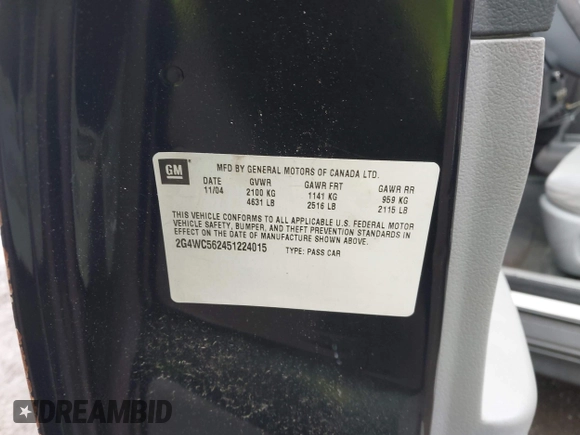 GM
MFD BY GENERAL MOTORS OF CANADA LTD.
DATE GVWR GAWR FRT GAWR RR
11/04 2100 KG 1141 KG 959 KG
4631 LB 2516 LB 2115 LB
THIS VEHICLE CONFORMS TO ALL APPLICABLE U.S. FEDERAL MOTOR
VEHICLE SAFETY, BUMPER, AND THEFT PREVENTION STANDARDS IN
EFFECT ON THE DATE OF MANUFACTURE SHOWN ABOVE.
2G4WC562451224015 TYPE: PASS CAR
DREAMBID